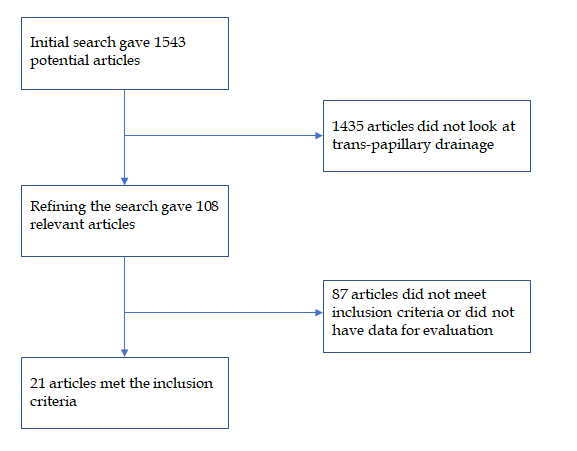 Initial search gave 1543
potential articles
1435 articles did not look at
trans-papillary drainage
Refining the search gave 108
relevant articles
87 articles did not meet
inclusion criteria or did not
have data for evaluation
21 articles met the inclusion
criteria